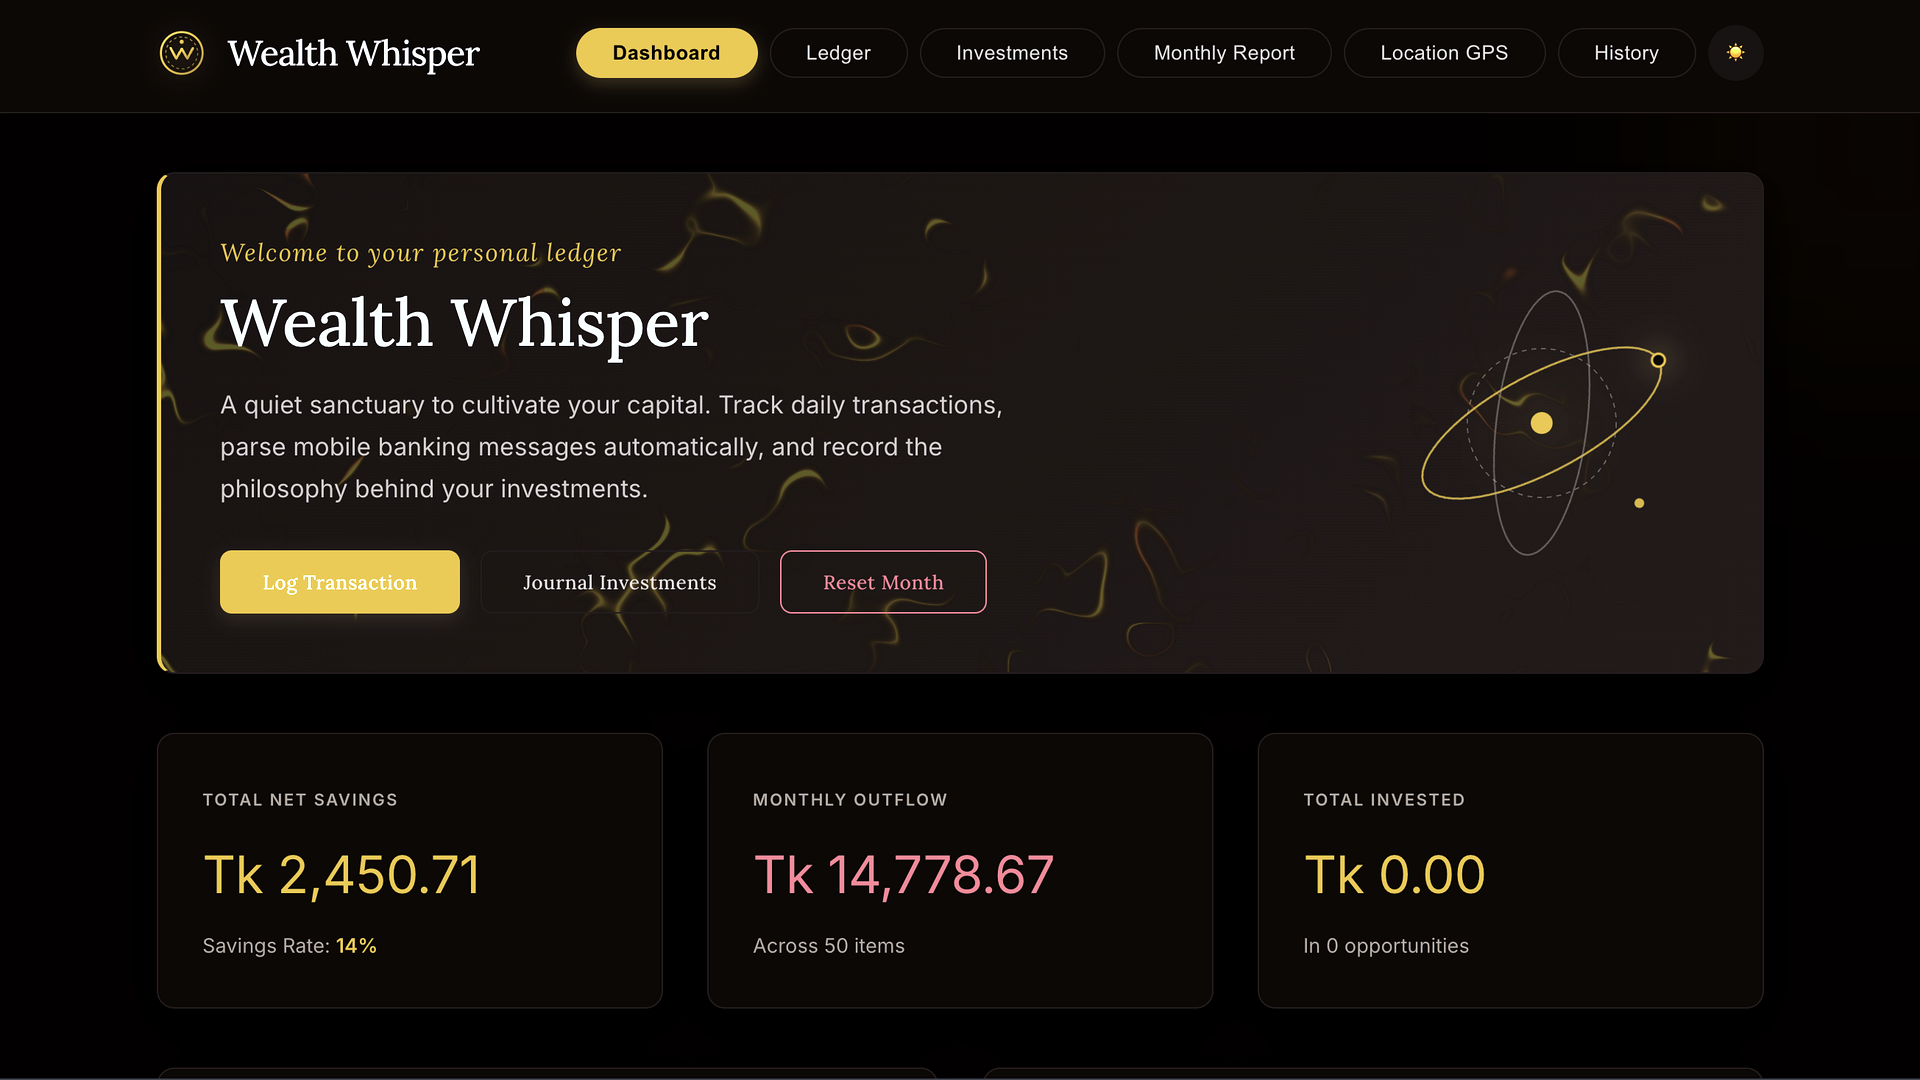 Wealth Whisper
Dashboard
Ledger
Investments
Monthly Report
Location GPS
History
Welcome to your personal ledger
Wealth Whisper
A quiet sanctuary to cultivate your capital. Track daily transactions,
parse mobile banking messages automatically, and record the
philosophy behind your investments.
Log Transaction
Journal Investments
Reset Month
TOTAL NET SAVINGS
Tk 2,450.71
Savings Rate: 14%
MONTHLY OUTFLOW
Tk 14,778.67
Across 50 items
TOTAL INVESTED
Tk 0.00
In 0 opportunities